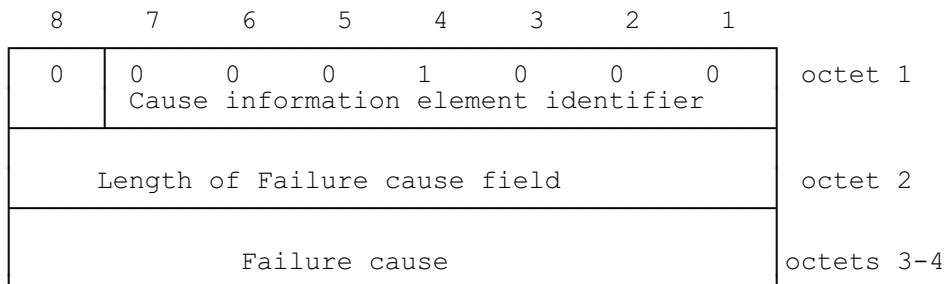 8 7 6 5 4 3 2 1
0 0 0 0 1 0 0 0 octet 1
Cause information element identifier
Length of Failure cause field octet 2
Failure cause octets 3-4